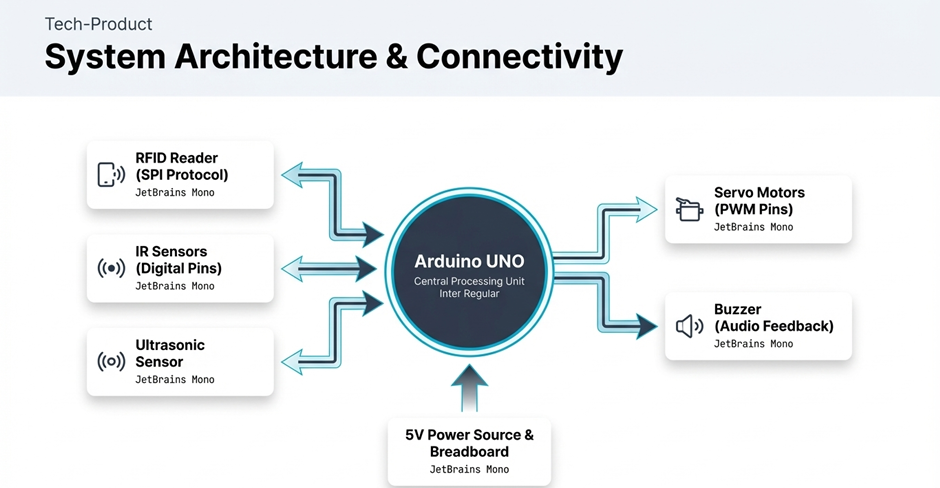 Tech-Product
System Architecture & Connectivity
RFID Reader
(SPI Protocol)
JetBrains Mono
IR Sensors
(Digital Pins)
JetBrains Mono
Ultrasonic
Sensor
JetBrains Mono
Arduino UNO
Central Processing Unit
Inter Regular
Servo Motors
(PWM Pins)
JetBrains Mono
Buzzer
(Audio Feedback)
JetBrains Mono
5V Power Source &
Breadboard
JetBrains Mono